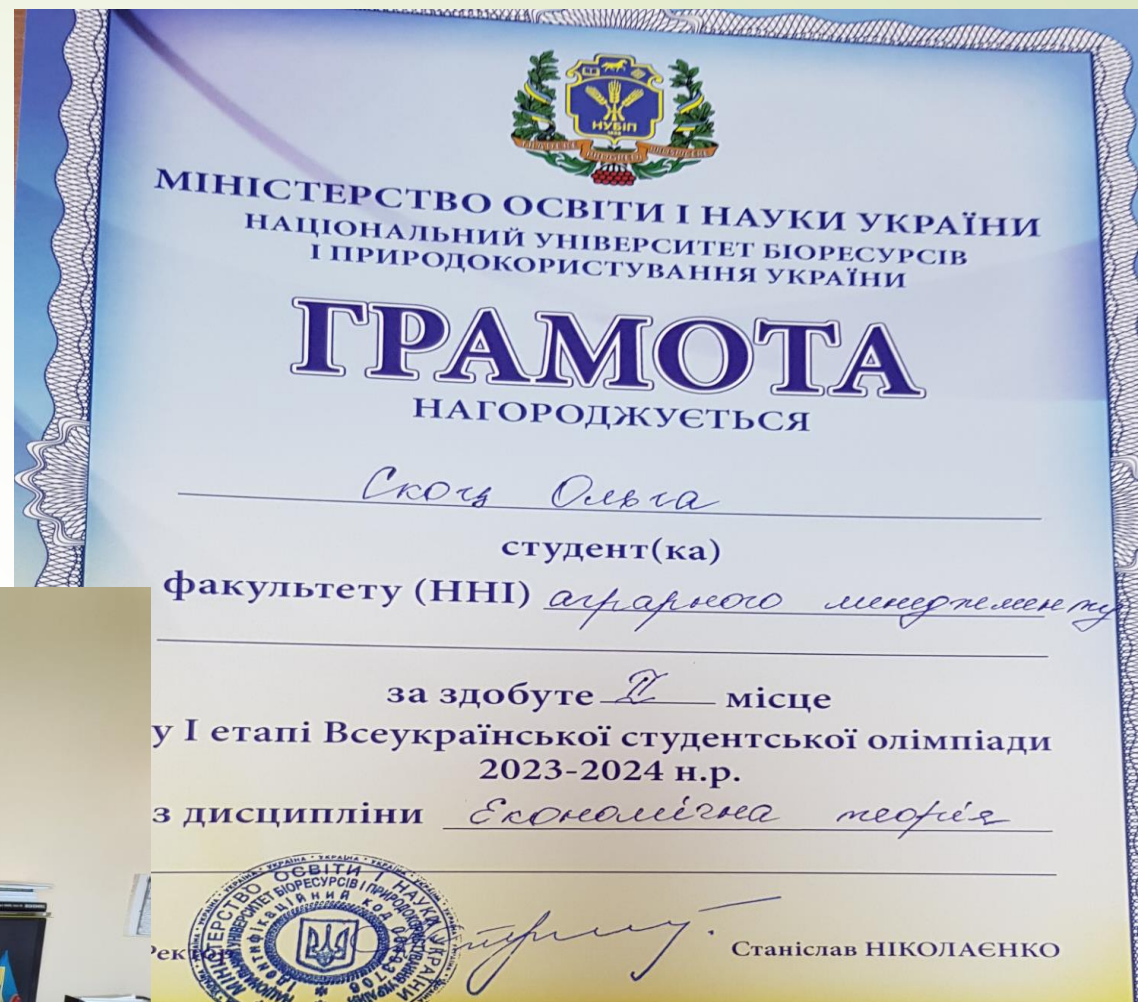 НУБІП
МІНІСТЕРСТВО ОСВІТИ І НАУКИ УКРАЇНИ
НАЦІОНАЛЬНИЙ УНІВЕРСИТЕТ БІОРЕСУРСІВ
І ПРИРОДОКОРИСТУВАННЯ УКРАЇНИ
ГРАМОТА
НАГОРОДЖУЄТЬСЯ
Скоц Ольга
студент(ка)
факультету (ННІ) аграрного менеджменту
за здобуте II місце
у I етапі Всеукраїнської студентської олімпіади
2023-2024 н.р.
з дисципліни Економічна теорія
Станіслав НІКОЛАЄНКО